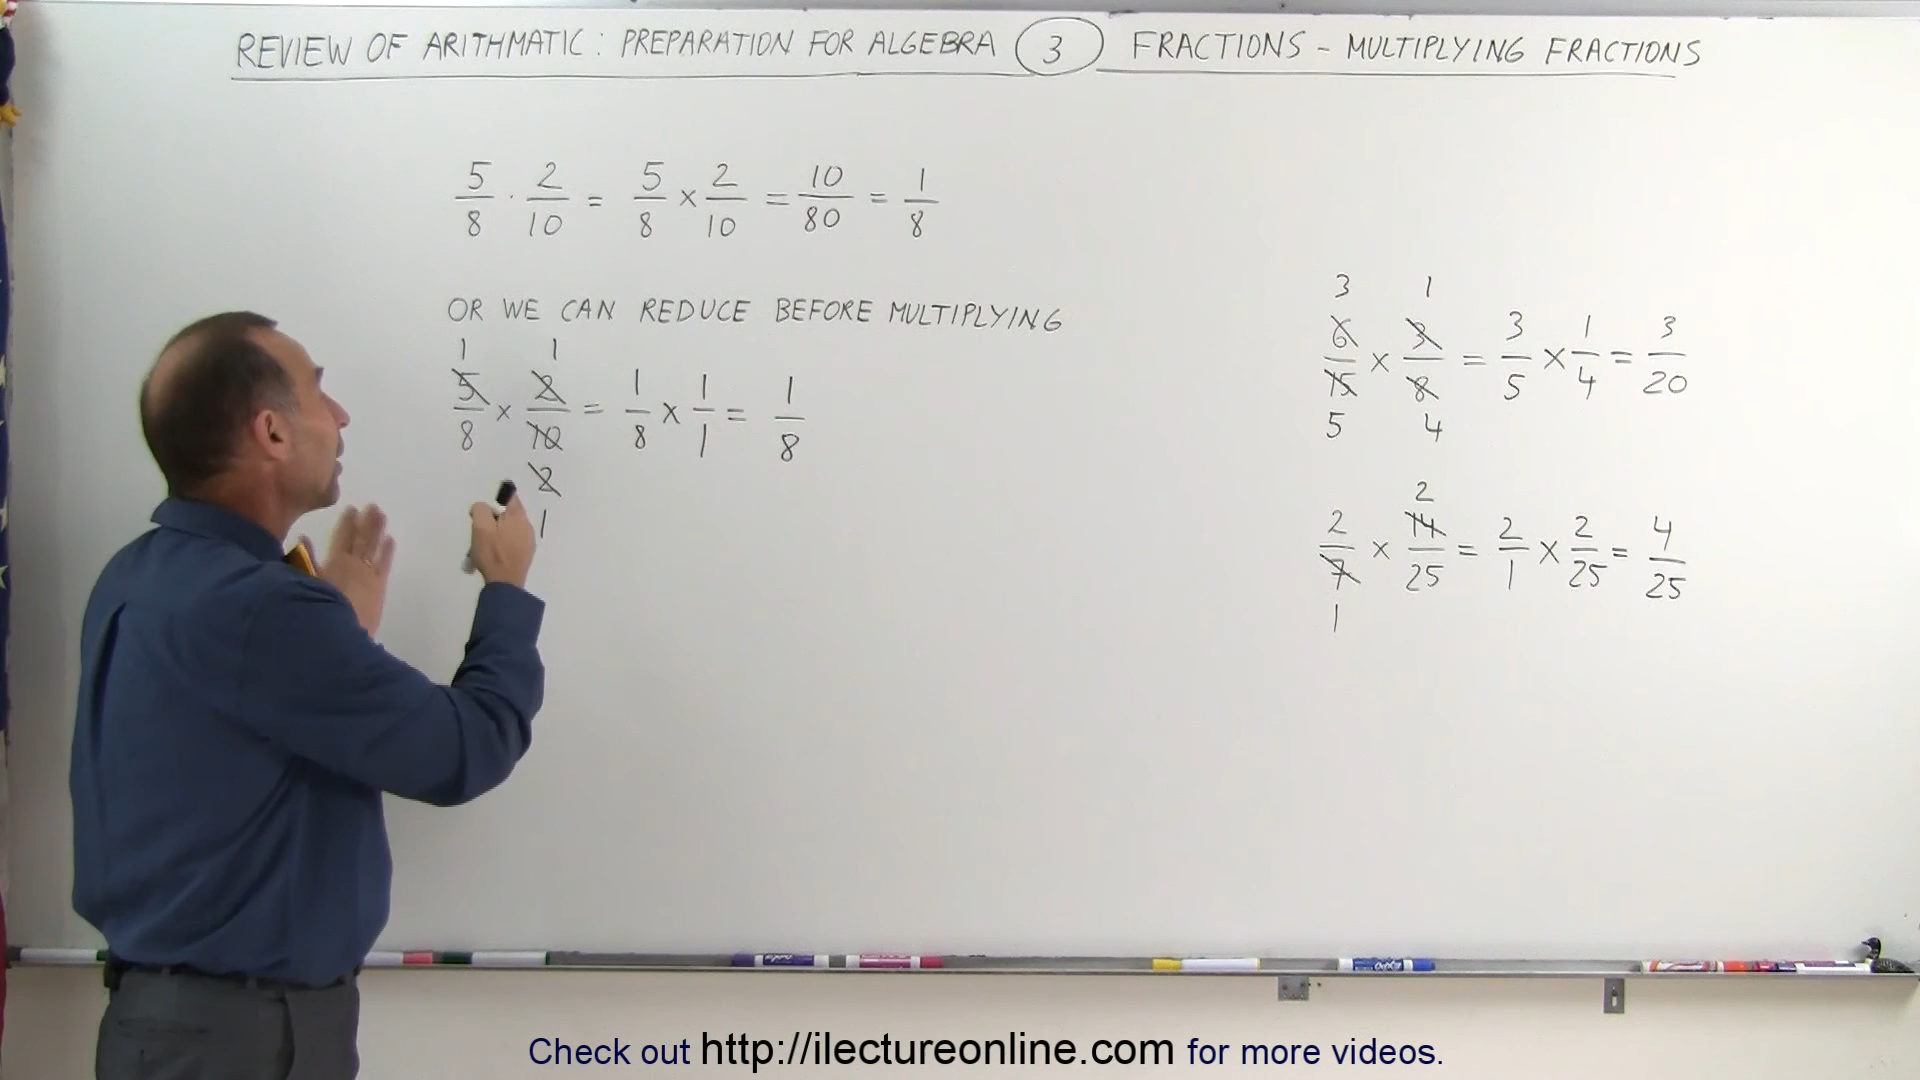 REVIEW OF ARITHMATIC: PREPARATION FOR ALGEBRA 3 FRACTIONS - MULTIPLYING FRACTIONS
5/8 · 2/10 = 5/8 × 2/10 = 10/80 = 1/8
OR WE CAN REDUCE BEFORE MULTIPLYING
1 1
5/8 × 2/10 = 1/8 × 1/1 = 1/8
2
1
3 1
6/15 × 3/8 = 3/5 × 1/4 = 3/20
5 4
2
2/7 × 14/25 = 2/1 × 2/25 = 4/25
1
Check out http://ilectureonline.com for more videos.